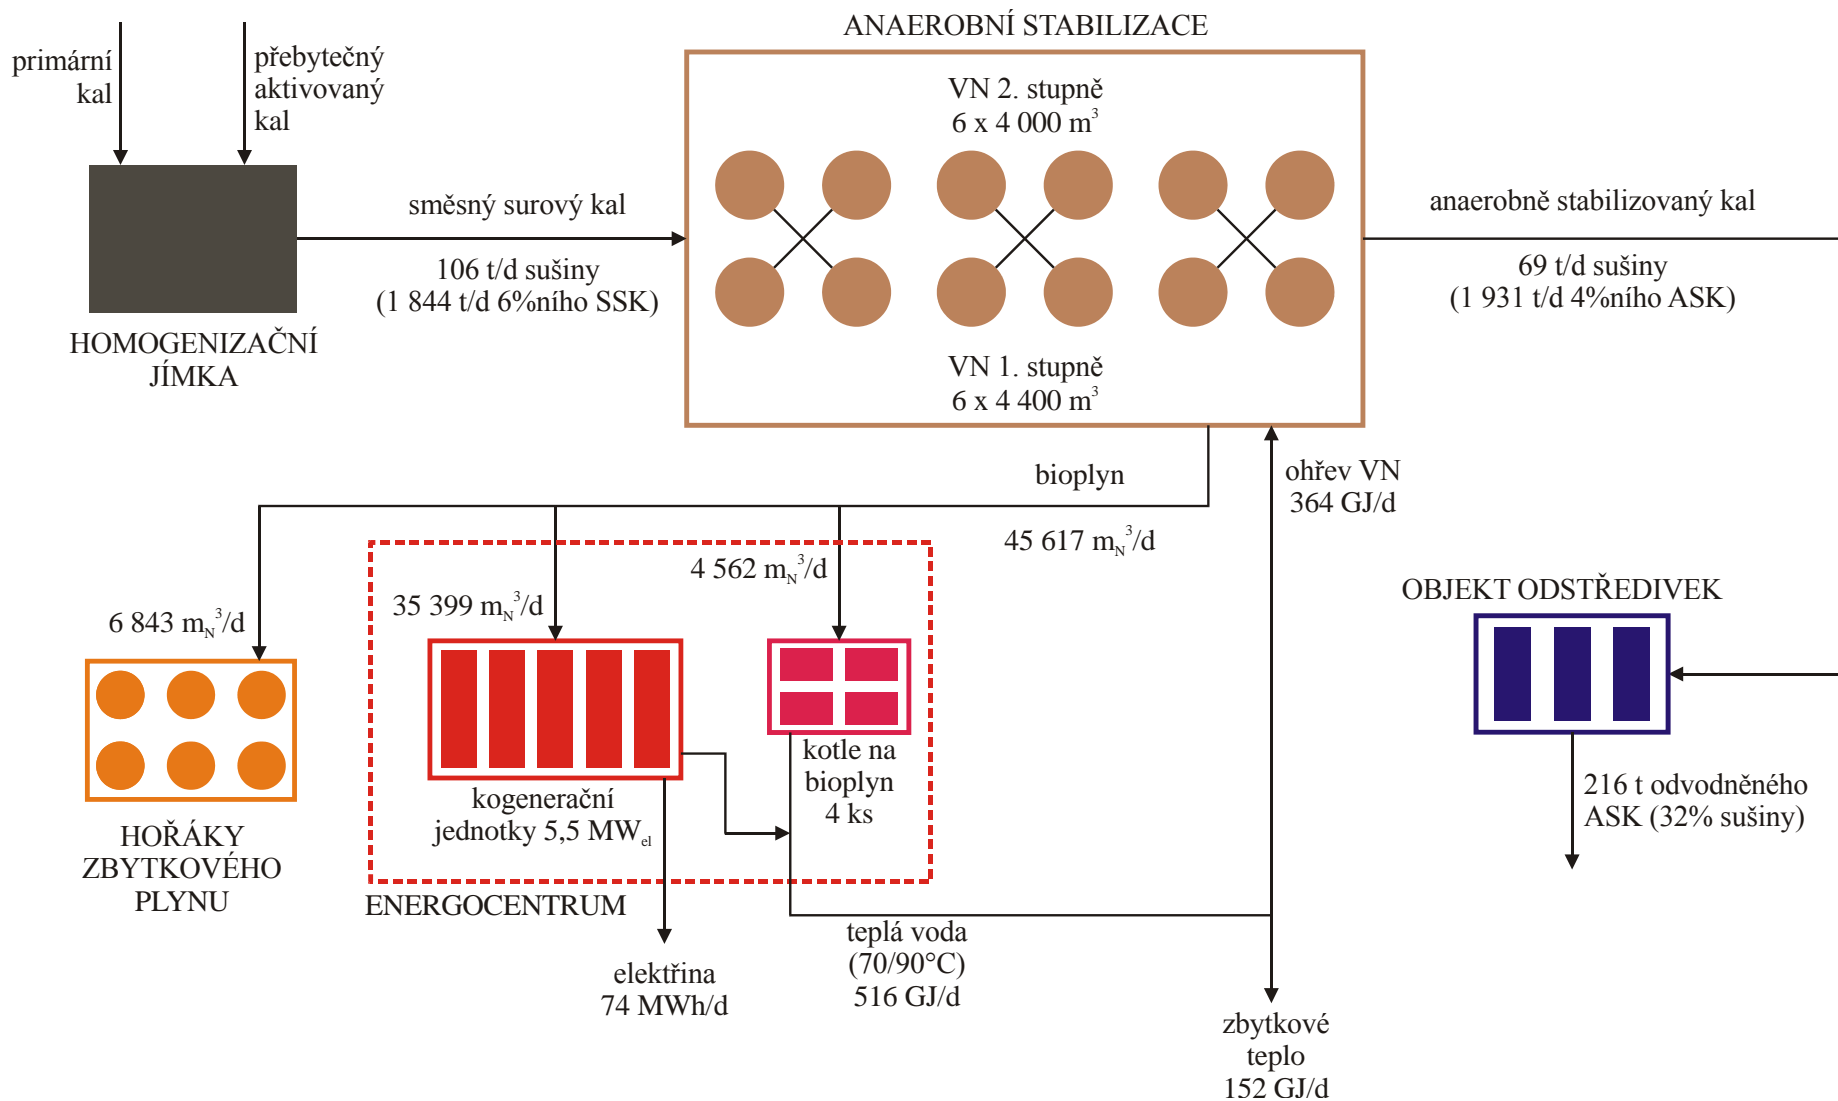 ANAEROBNÍ STABILIZACE
primární
kal
přebytečný
aktivovaný
kal
VN 2. stupně
6 x 4 000 m³
směsný surový kal
106 t/d sušiny
(1 844 t/d 6%ního SSK)
anaerobně stabilizovaný kal
69 t/d sušiny
(1 931 t/d 4%ního ASK)
HOMOGENIZAČNÍ
JÍMKA
VN 1. stupně
6 x 4 400 m³
bioplyn
45 617 m_N³/d
ohřev VN
364 GJ/d
6 843 m_N³/d
35 399 m_N³/d
4 562 m_N³/d
OBJEKT ODSTŘEDIVEK
kotle na
bioplyn
4 ks
kogenerační
jednotky 5,5 MW_el
216 t odvodněného
ASK (32% sušiny)
HOŘÁKY
ZBYTKOVÉHO
PLYNU
ENERGOCENTRUM
elektřina
74 MWh/d
teplá voda
(70/90°C)
516 GJ/d
zbytkové
teplo
152 GJ/d